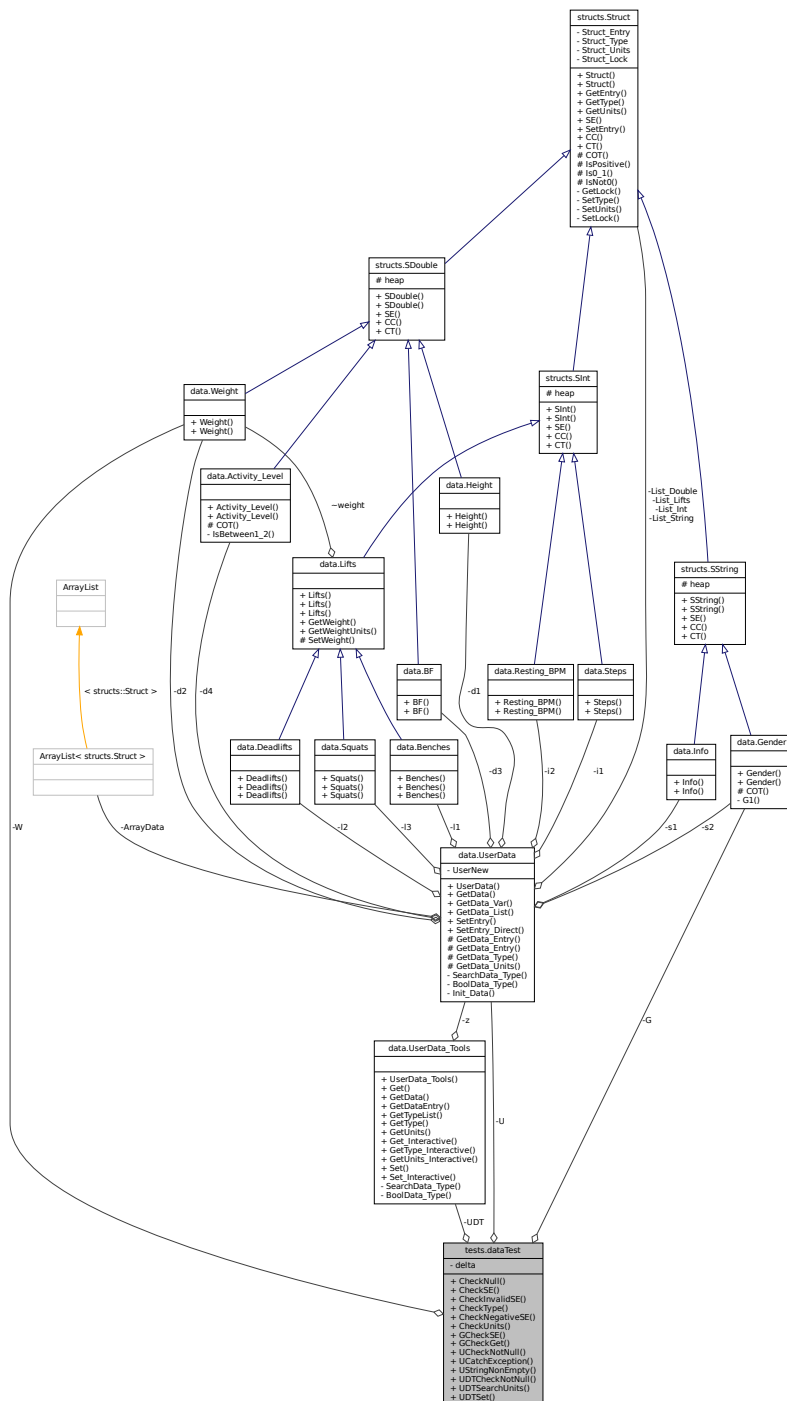 structs.Struct
- Struct_Entry
- Struct_Type
- Struct_Units
- Struct_Lock
+ Struct()
+ Struct()
+ GetEntry()
+ GetType()
+ GetUnits()
+ SE()
+ SetEntry()
+ CC()
+ CT()
# COT()
# IsPositive()
# Is0_1()
# IsNot0()
- GetLock()
- SetType()
- SetUnits()
- SetLock()
structs.SDouble
# heap
+ SDouble()
+ SDouble()
+ SE()
+ CC()
+ CT()
structs.SInt
# heap
+ SInt()
+ SInt()
+ SE()
+ CC()
+ CT()
data.Weight
+ Weight()
+ Weight()
data.Activity_Level
+ Activity_Level()
+ Activity_Level()
# COT()
- IsBetween1_2()
~weight
data.Height
+ Height()
+ Height()
-List_Double
-List_Lifts
-List_Int
-List_String
data.Lifts
+ Lifts()
+ Lifts()
+ Lifts()
+ GetWeight()
+ GetWeightUnits()
# SetWeight()
structs.SString
# heap
+ SString()
+ SString()
+ SE()
+ CC()
+ CT()
ArrayList
< structs::Struct >
-d2
-d4
data.BF
+ BF()
+ BF()
-d1
data.Resting_BPM
+ Resting_BPM()
+ Resting_BPM()
data.Steps
+ Steps()
+ Steps()
ArrayList< structs.Struct >
data.Deadlifts
+ Deadlifts()
+ Deadlifts()
+ Deadlifts()
data.Squats
+ Squats()
+ Squats()
+ Squats()
data.Benches
+ Benches()
+ Benches()
+ Benches()
-d3
-i2
-i1
data.Info
+ Info()
+ Info()
data.Gender
+ Gender()
+ Gender()
# COT()
- G1()
-W
-ArrayData
-l2
-l3
-l1
-s1
-s2
data.UserData
- UserNew
+ UserData()
+ GetData()
+ GetData_Var()
+ GetData_List()
+ SetEntry()
+ SetEntry_Direct()
# GetData_Entry()
# GetData_Entry()
# GetData_Type()
# GetData_Units()
- SearchData_Type()
- BoolData_Type()
- Init_Data()
-z
-G
data.UserData_Tools
+ UserData_Tools()
+ Get()
+ GetData()
+ GetDataEntry()
+ GetTypeList()
+ GetType()
+ GetUnits()
+ Get_Interactive()
+ GetType_Interactive()
+ GetUnits_Interactive()
+ Set()
+ Set_Interactive()
- SearchData_Type()
- BoolData_Type()
-U
-UDT
tests.dataTest
- delta
+ CheckNull()
+ CheckSE()
+ CheckInvalidSE()
+ CheckType()
+ CheckNegativeSE()
+ CheckUnits()
+ GCheckSE()
+ GCheckGet()
+ UCheckNotNull()
+ UCatchException()
+ UStringNonEmpty()
+ UDTCheckNotNull()
+ UDTSearchUnits()
+ UDTSet()